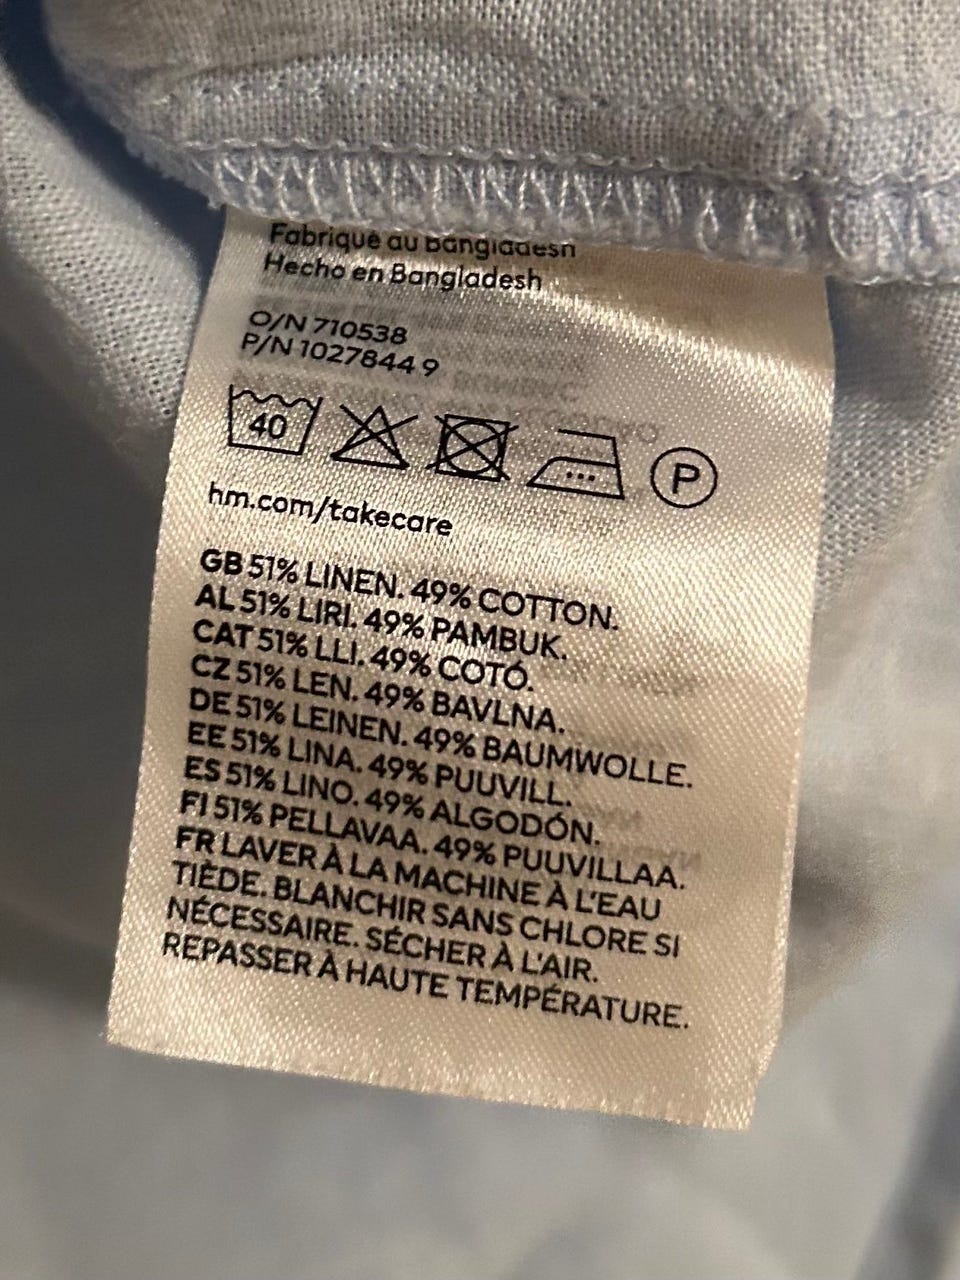 Fabriqué au Bangladesh
Hecho en Bangladesh
O/N 710538
P/N 1027844 9
40
P
hm.com/takecare
GB 51% LINEN. 49% COTTON.
AL 51% LIRI. 49% PAMBUK.
CAT 51% LLI. 49% COTÓ.
CZ 51% LEN. 49% BAVLNA.
DE 51% LEINEN. 49% BAUMWOLLE.
EE 51% LINA. 49% PUUVILL.
ES 51% LINO. 49% ALGODÓN.
FI 51% PELLAVAA. 49% PUUVILLAA.
FR LAVER À LA MACHINE À L'EAU
TIÈDE. BLANCHIR SANS CHLORE SI
NÉCESSAIRE. SÉCHER À L'AIR.
REPASSER À HAUTE TEMPÉRATURE.